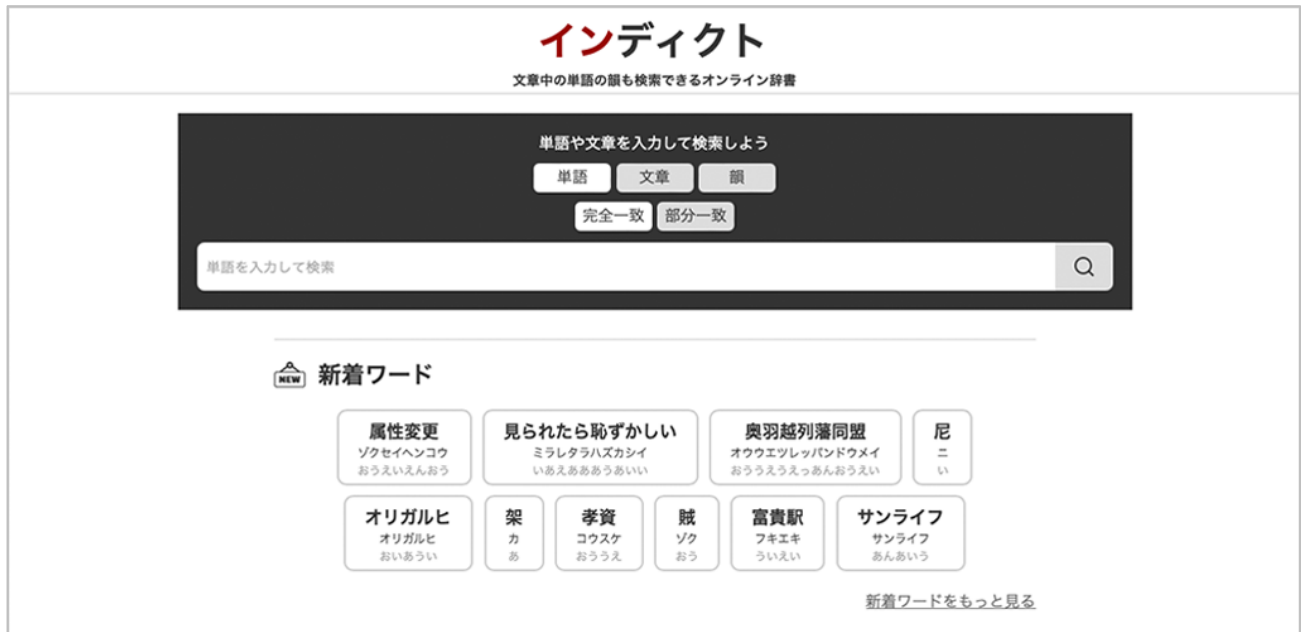 インディクト
文章中の単語の韻も検索できるオンライン辞書
単語や文章を入力して検索しよう
単語 文章 韻
完全一致 部分一致
単語を入力して検索
NEW 新着ワード
属性変更 見られたら恥ずかしい 奥羽越列藩同盟 尼
ゾクセイヘンコウ ミラレタラハズカシイ オウウエツレッパンドウメイ ニ
おうえいえんおう いあえあああうあいい おううえうえっあんおうえい い
オリガルヒ 架 孝資 賊 富貴駅 サンライフ
オリガルヒ カ コウスケ ゾク フキエキ サンライフ
おいあうい あ おううえ おう ういえい あんあいう
新着ワードをもっと見る